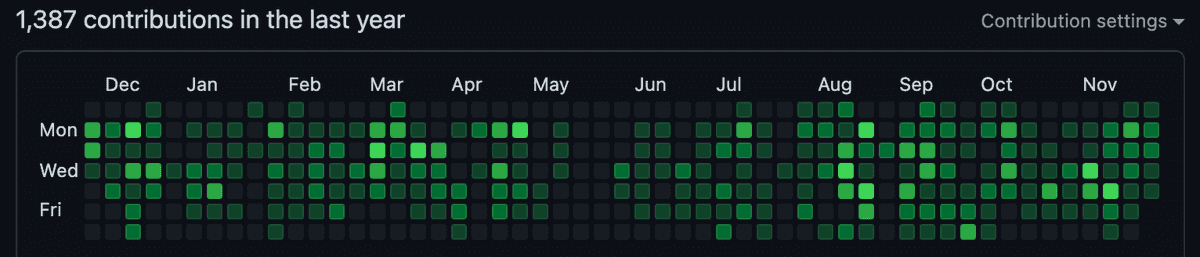 1,387 contributions in the last year
Contribution settings
Dec Jan Feb Mar Apr May Jun Jul Aug Sep Oct Nov
Mon
Wed
Fri